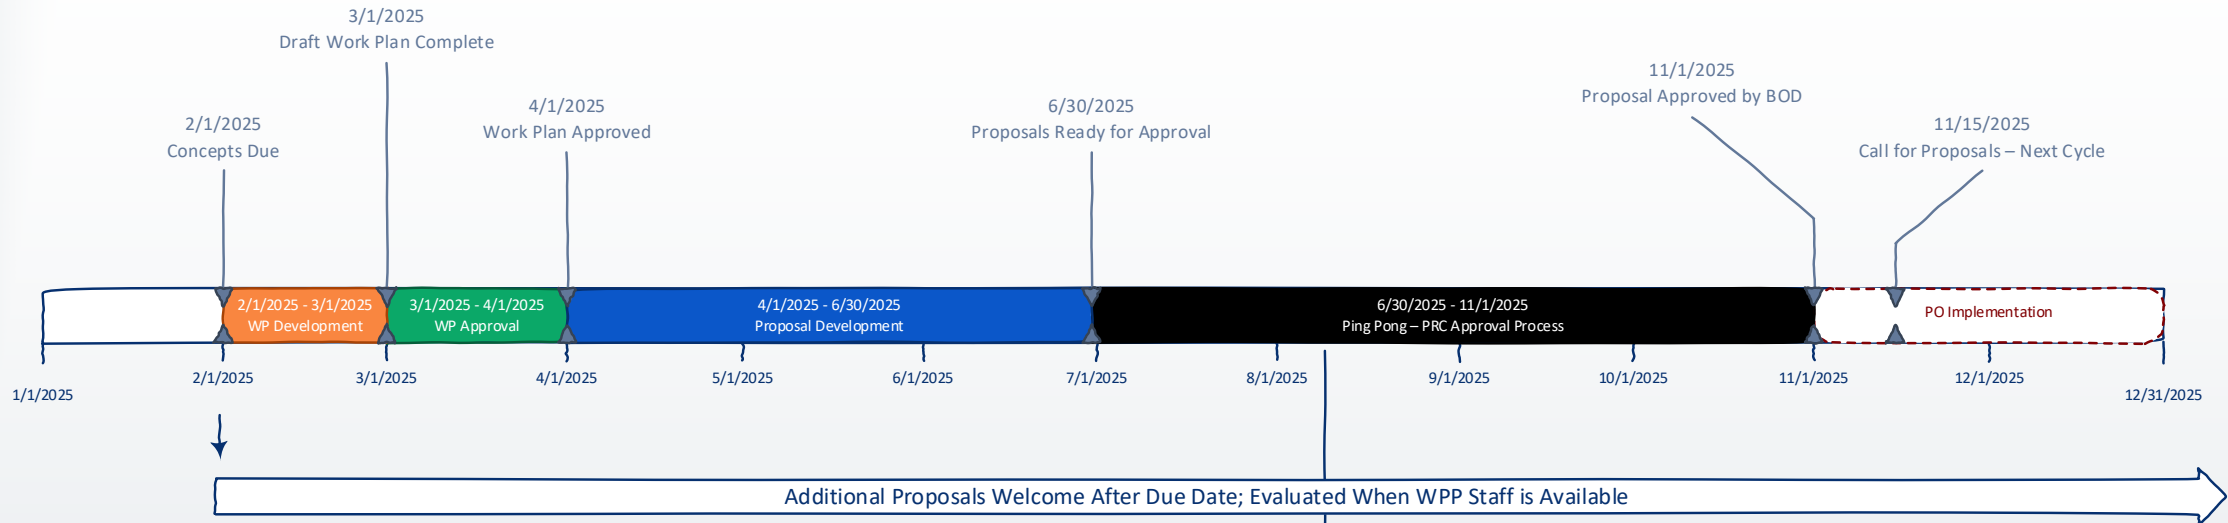 3/1/2025
Draft Work Plan Complete
11/1/2025
Proposal Approved by BOD
4/1/2025
Work Plan Approved
6/30/2025
Proposals Ready for Approval
2/1/2025
Concepts Due
11/15/2025
Call for Proposals – Next Cycle
2/1/2025 - 3/1/2025
WP Development
3/1/2025 - 4/1/2025
WP Approval
4/1/2025 - 6/30/2025
Proposal Development
6/30/2025 - 11/1/2025
Ping Pong – PRC Approval Process
PO Implementation
1/1/2025
2/1/2025
3/1/2025
4/1/2025
5/1/2025
6/1/2025
7/1/2025
8/1/2025
9/1/2025
10/1/2025
11/1/2025
12/1/2025
12/31/2025
Additional Proposals Welcome After Due Date; Evaluated When WPP Staff is Available